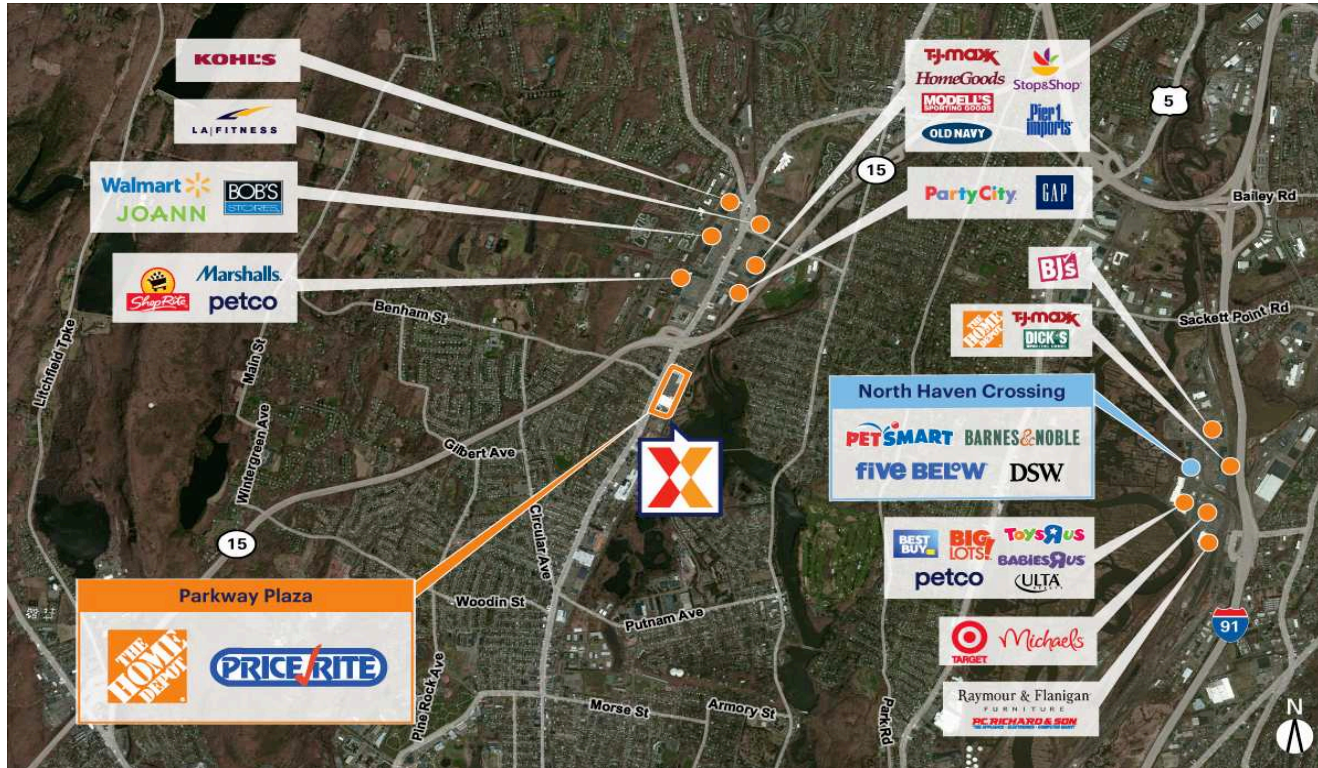 KOHL'S
LA|FITNESS
Walmart
JOANN
BOB'S
STORES
ShopRite
Marshalls
petco
T·J·maxx
HomeGoods
MODELL'S
SPORTING GOODS
OLD NAVY
Stop&Shop
Pier 1
imports
Party City
GAP
5
15
Bailey Rd
BJ's
THE
HOME
DEPOT
T·J·maxx
DICK'S
SPORTING GOODS
Sackett Point Rd
North Haven Crossing
PETSMART
BARNES&NOBLE
five BELOW
DSW
BEST
BUY
BIG
LOTS!
TOYS R US
BABIES R US
petco
ULTA
BEAUTY
TARGET
Michaels
Raymour & Flanigan
FURNITURE
P.C. RICHARD & SON
91
N
Litchfield Tpke
Main St
Benham St
Wintergreen Ave
Gilbert Ave
Circular Ave
15
X
Woodin St
Putnam Ave
Pine Rock Ave
Morse St
Armory St
Park Rd
Parkway Plaza
THE
HOME
DEPOT
PRICE RITE